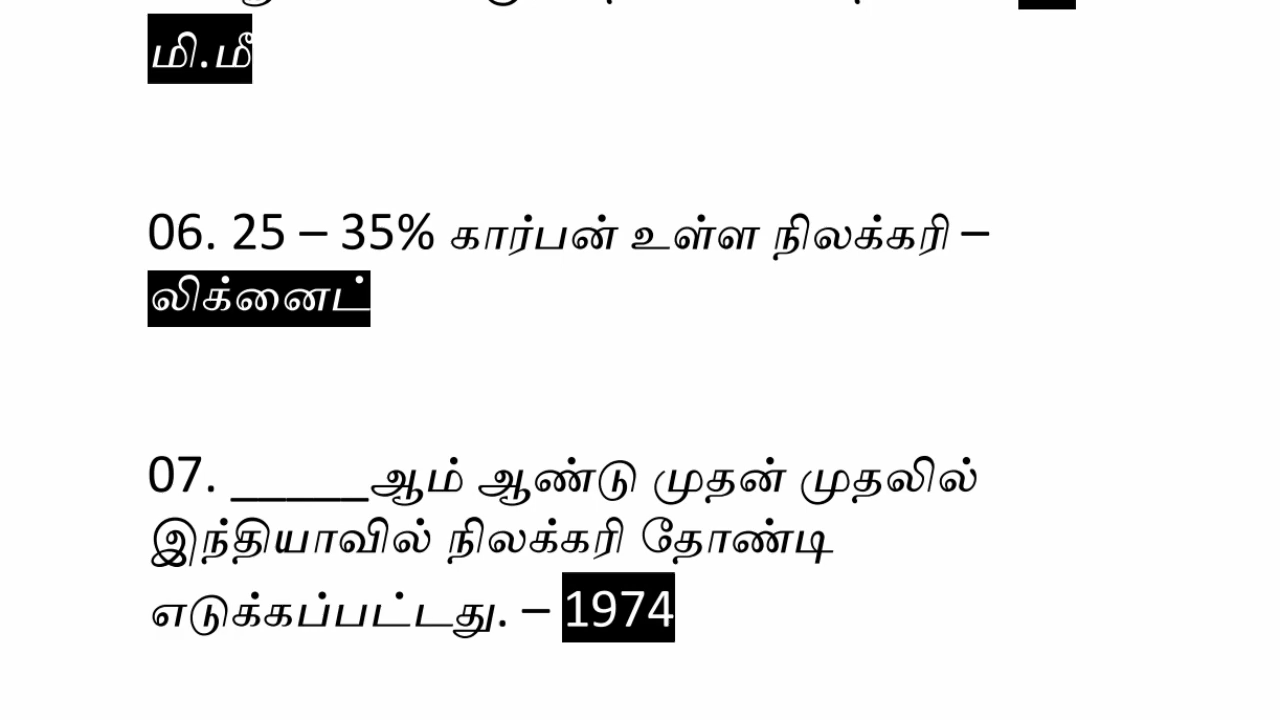 மி.மீ
06. 25 – 35% கார்பன் உள்ள நிலக்கரி –
லிக்னைட்
07. _____ஆம் ஆண்டு முதன் முதலில்
இந்தியாவில் நிலக்கரி தோண்டி
எடுக்கப்பட்டது. – 1974